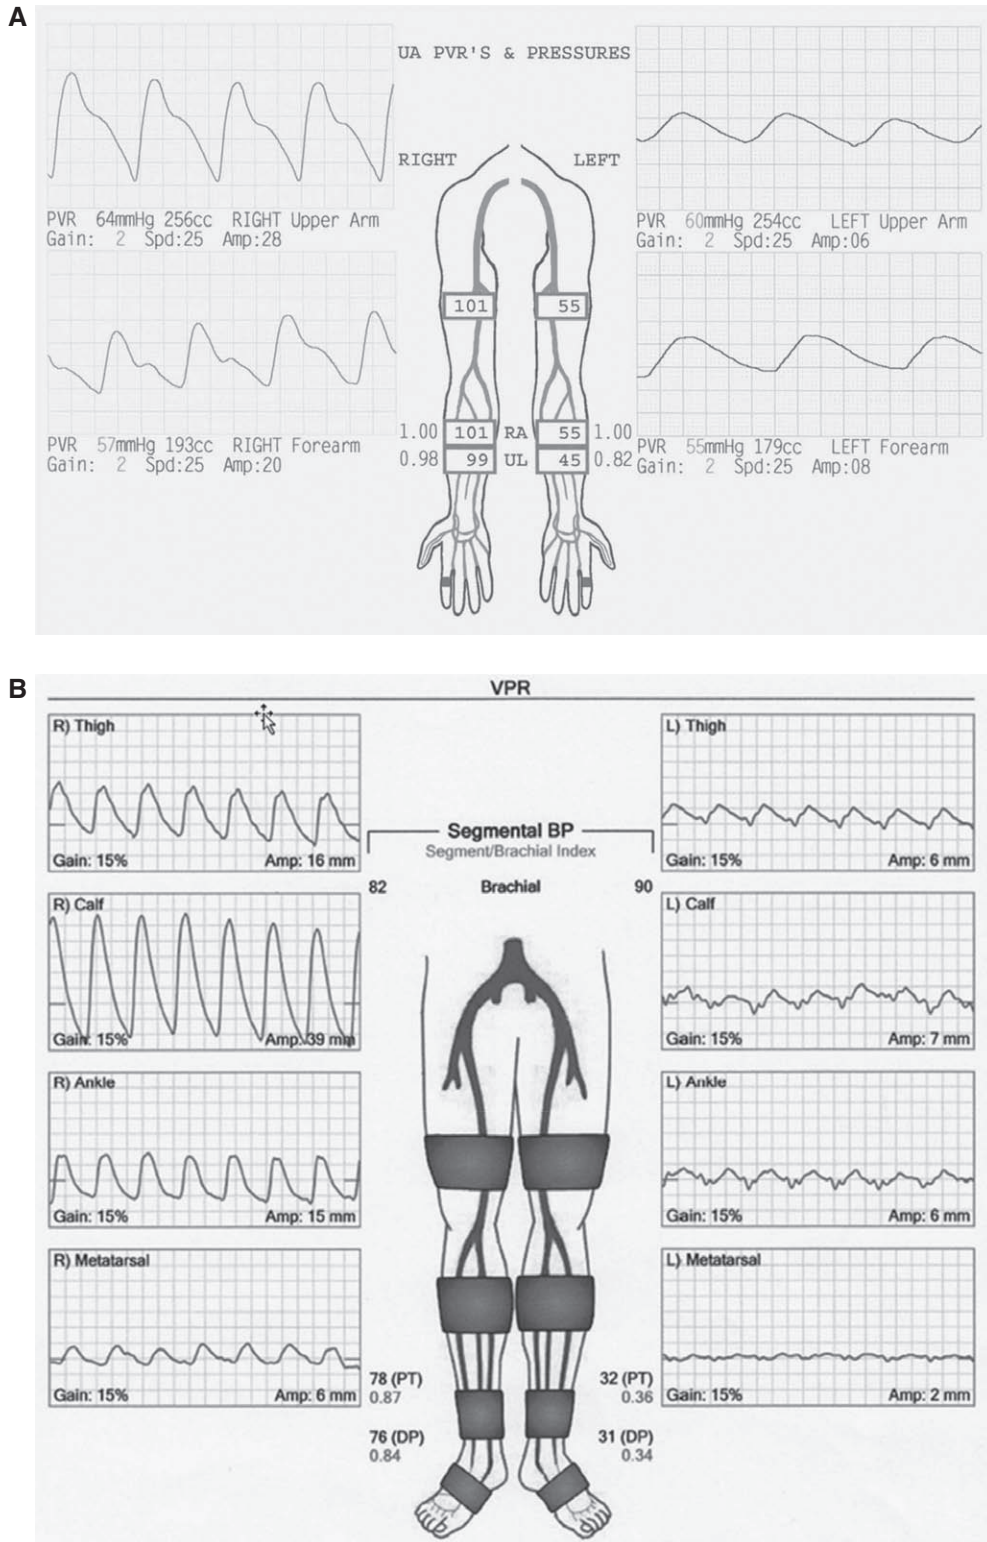 A
UA PVR'S & PRESSURES
RIGHT LEFT
PVR 64mmHg 256cc RIGHT Upper Arm
Gain: 2 Spd:25 Amp:28
PVR 60mmHg 254cc LEFT Upper Arm
Gain: 2 Spd:25 Amp:06
101 55
1.00 101 RA 55 1.00
0.98 99 UL 45 0.82
PVR 57mmHg 193cc RIGHT Forearm
Gain: 2 Spd:25 Amp:20
PVR 55mmHg 179cc LEFT Forearm
Gain: 2 Spd:25 Amp:08
B
VPR
R) Thigh
Gain: 15% Amp: 16 mm
L) Thigh
Gain: 15% Amp: 6 mm
Segmental BP
Segment/Brachial Index
82 Brachial 90
R) Calf
Gain: 15% Amp: 39 mm
L) Calf
Gain: 15% Amp: 7 mm
R) Ankle
Gain: 15% Amp: 15 mm
L) Ankle
Gain: 15% Amp: 6 mm
R) Metatarsal
Gain: 15% Amp: 6 mm
78 (PT)
0.87
76 (DP)
0.84
32 (PT)
0.36
31 (DP)
0.34
L) Metatarsal
Gain: 15% Amp: 2 mm